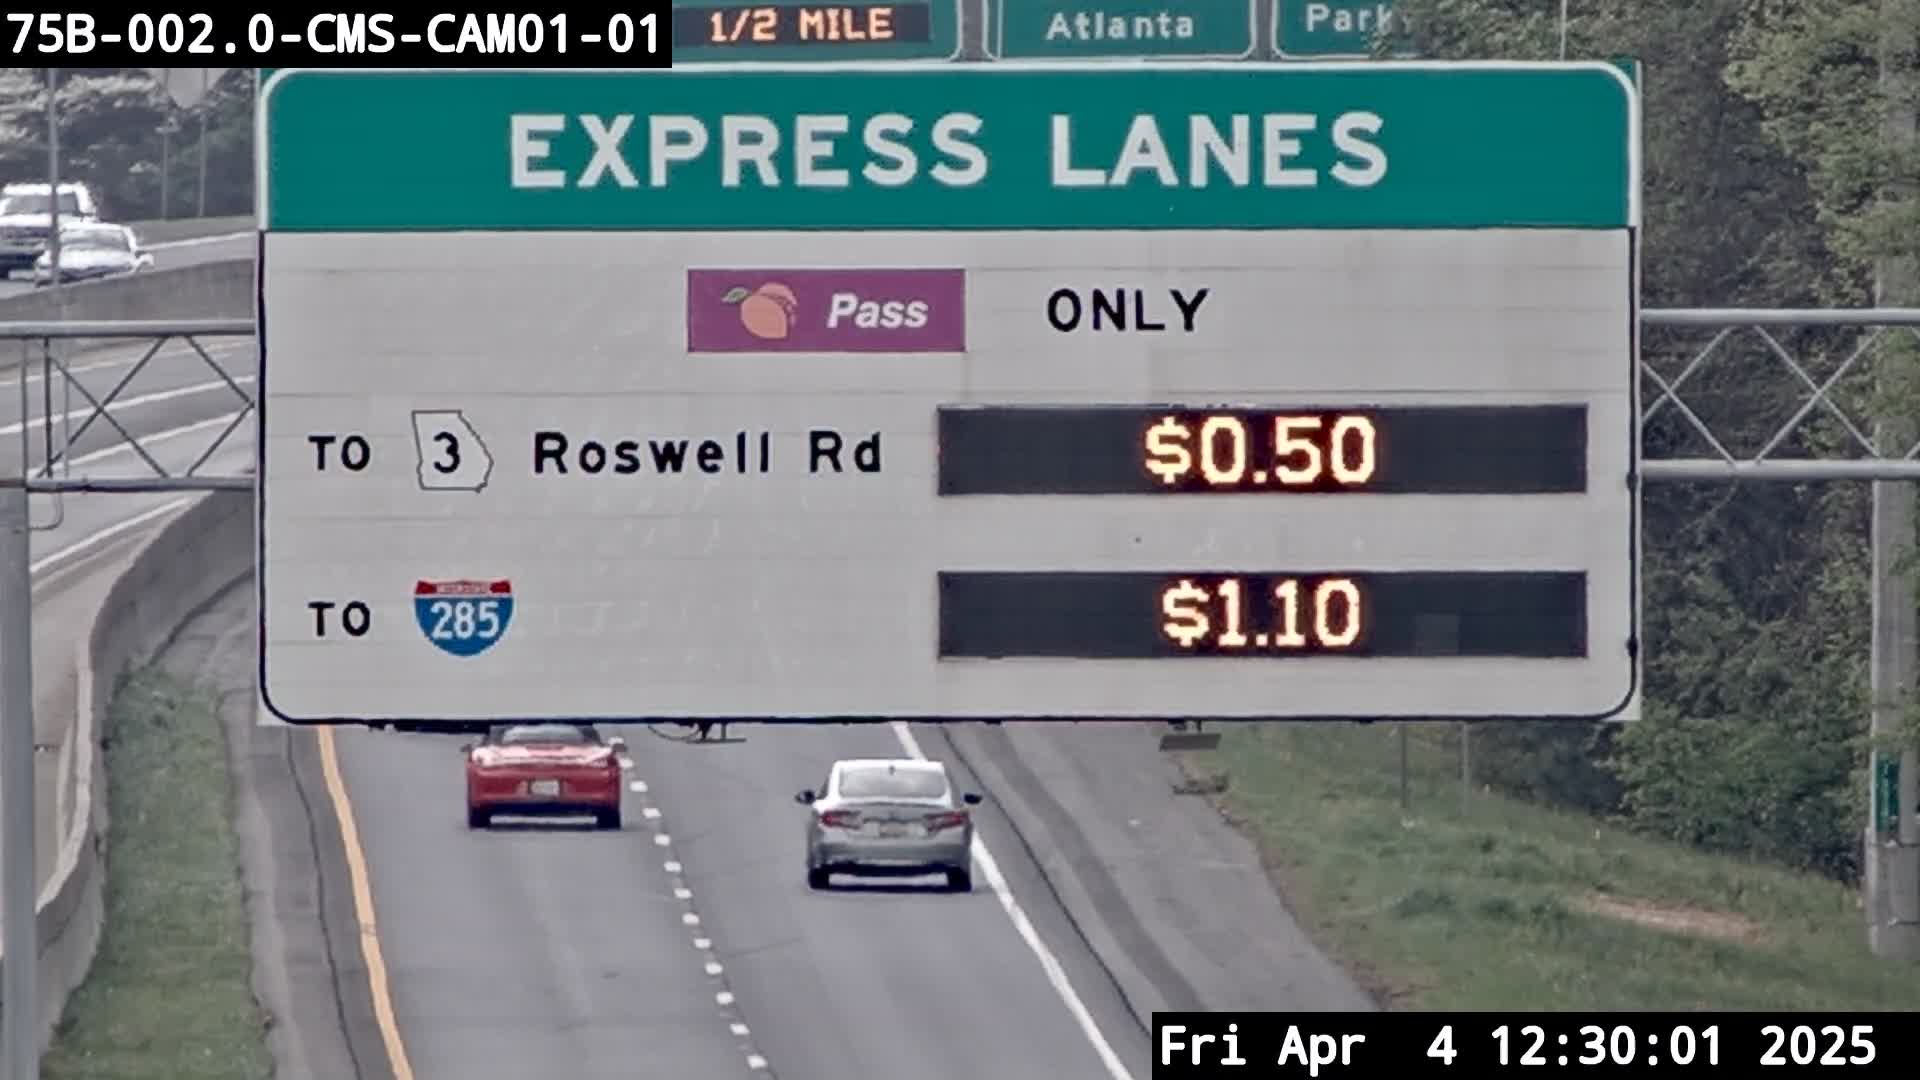 75B-002.0-CMS-CAM01-01
1/2 MILE
Atlanta
Park
EXPRESS LANES
Pass ONLY
TO 3 Roswell Rd $0.50
TO 285 $1.10
Fri Apr 4 12:30:01 2025